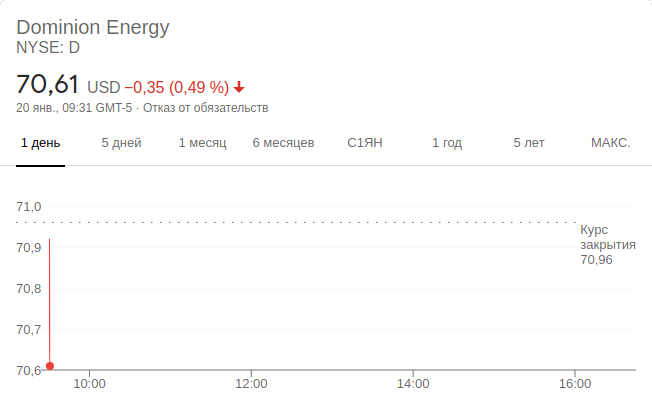 Dominion Energy
NYSE: D
70,61 USD −0,35 (0,49 %)
20 янв., 09:31 GMT-5 · Отказ от обязательств
1 день 5 дней 1 месяц 6 месяцев С1ЯН 1 год 5 лет МАКС.
71,0
Курс
закрытия
70,96
70,9
70,8
70,7
70,6
10:00 12:00 14:00 16:00